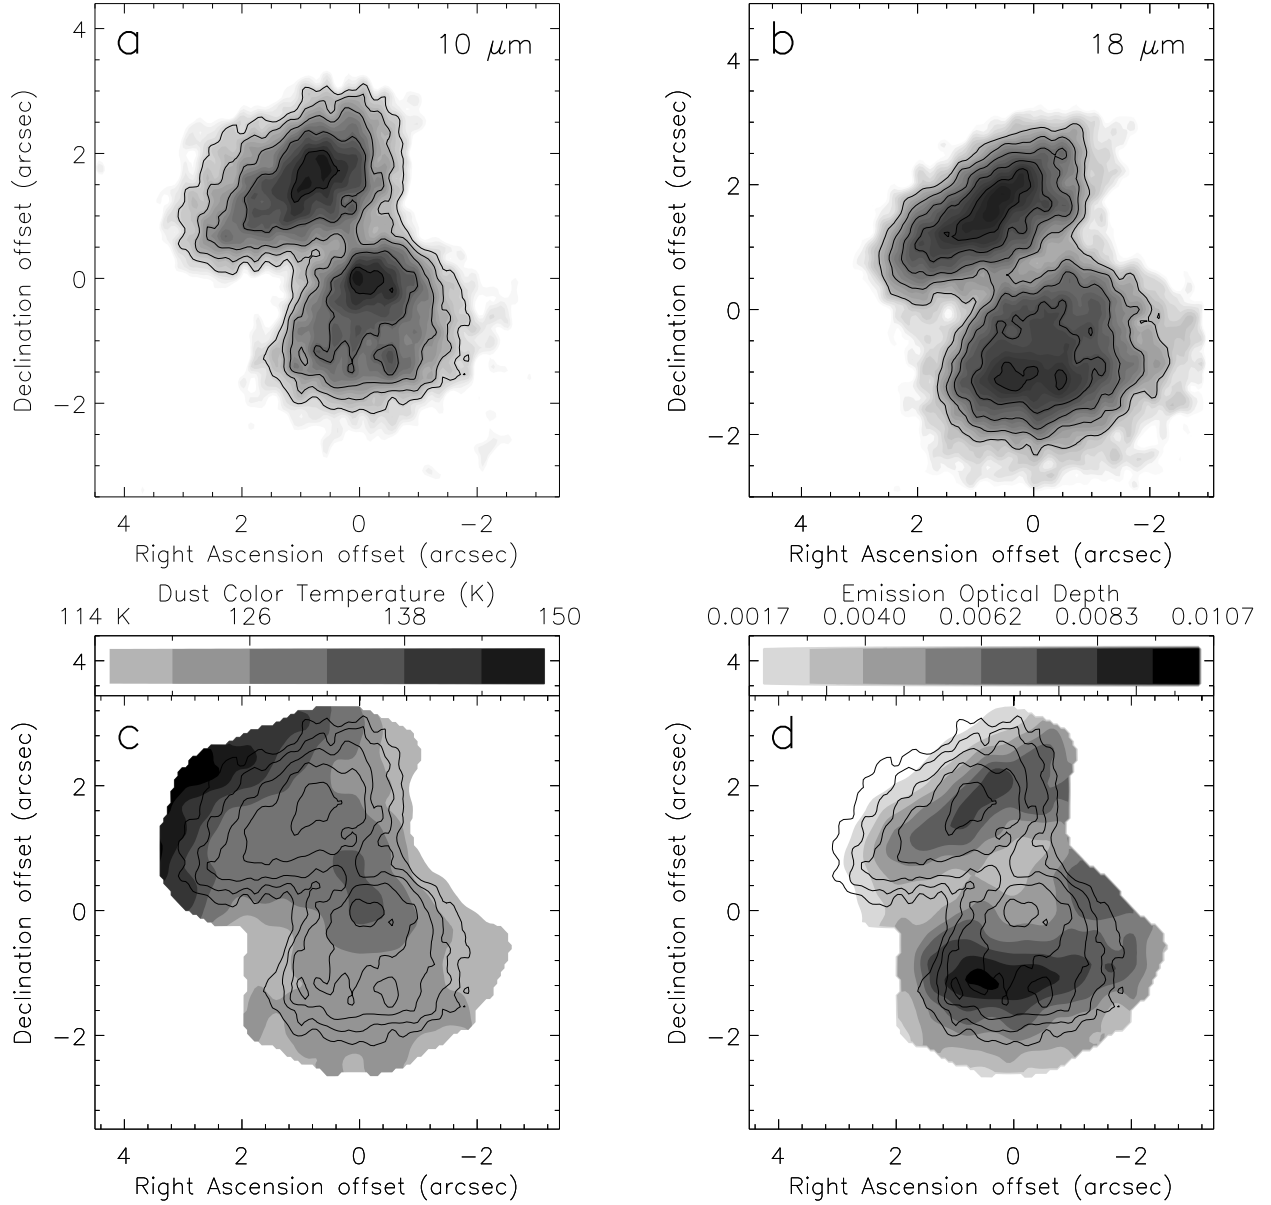 a
10 μm
4
2
0
−2
Declination offset (arcsec)
4 2 0 −2
Right Ascension offset (arcsec)
b
18 μm
4
2
0
−2
Declination offset (arcsec)
4 2 0 −2
Right Ascension offset (arcsec)
Dust Color Temperature (K)
114 K 126 138 150
c
4
2
0
−2
Declination offset (arcsec)
4 2 0 −2
Right Ascension offset (arcsec)
Emission Optical Depth
0.0017 0.0040 0.0062 0.0083 0.0107
d
4
2
0
−2
Declination offset (arcsec)
4 2 0 −2
Right Ascension offset (arcsec)